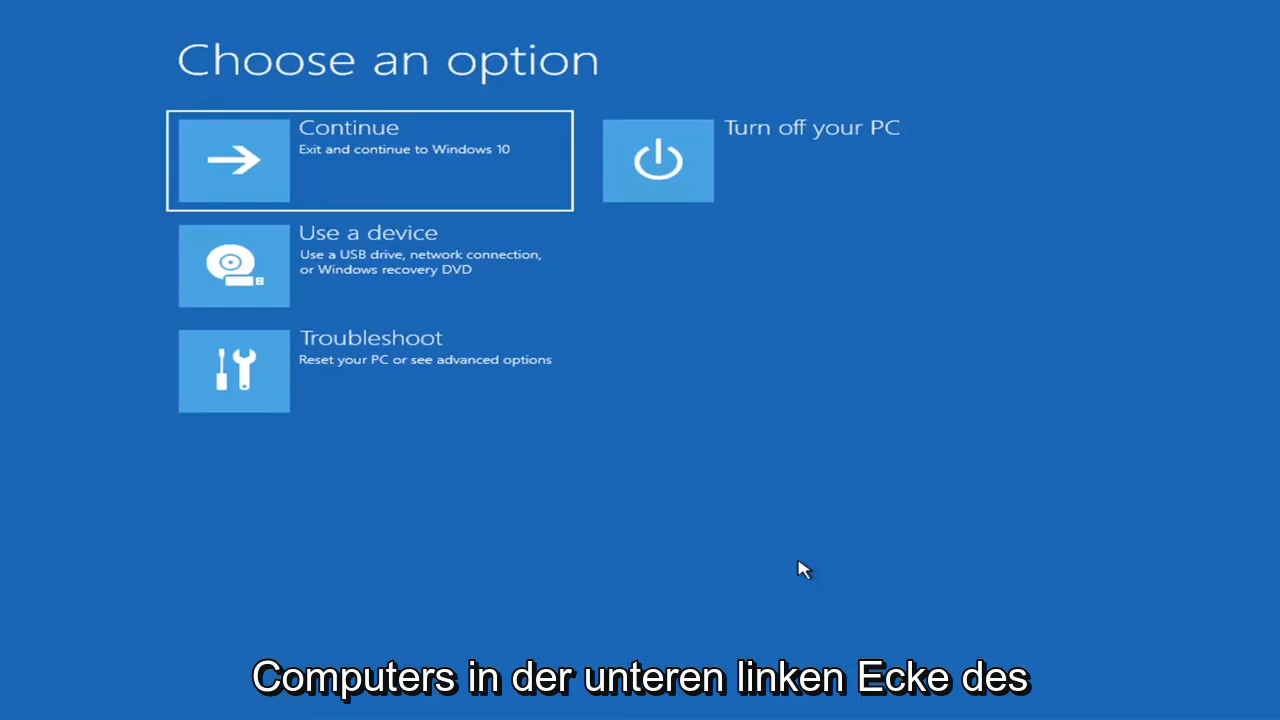 Choose an option
Continue
Exit and continue to Windows 10
Use a device
Use a USB drive, network connection,
or Windows recovery DVD
Troubleshoot
Reset your PC or see advanced options
Turn off your PC
Computers in der unteren linken Ecke des